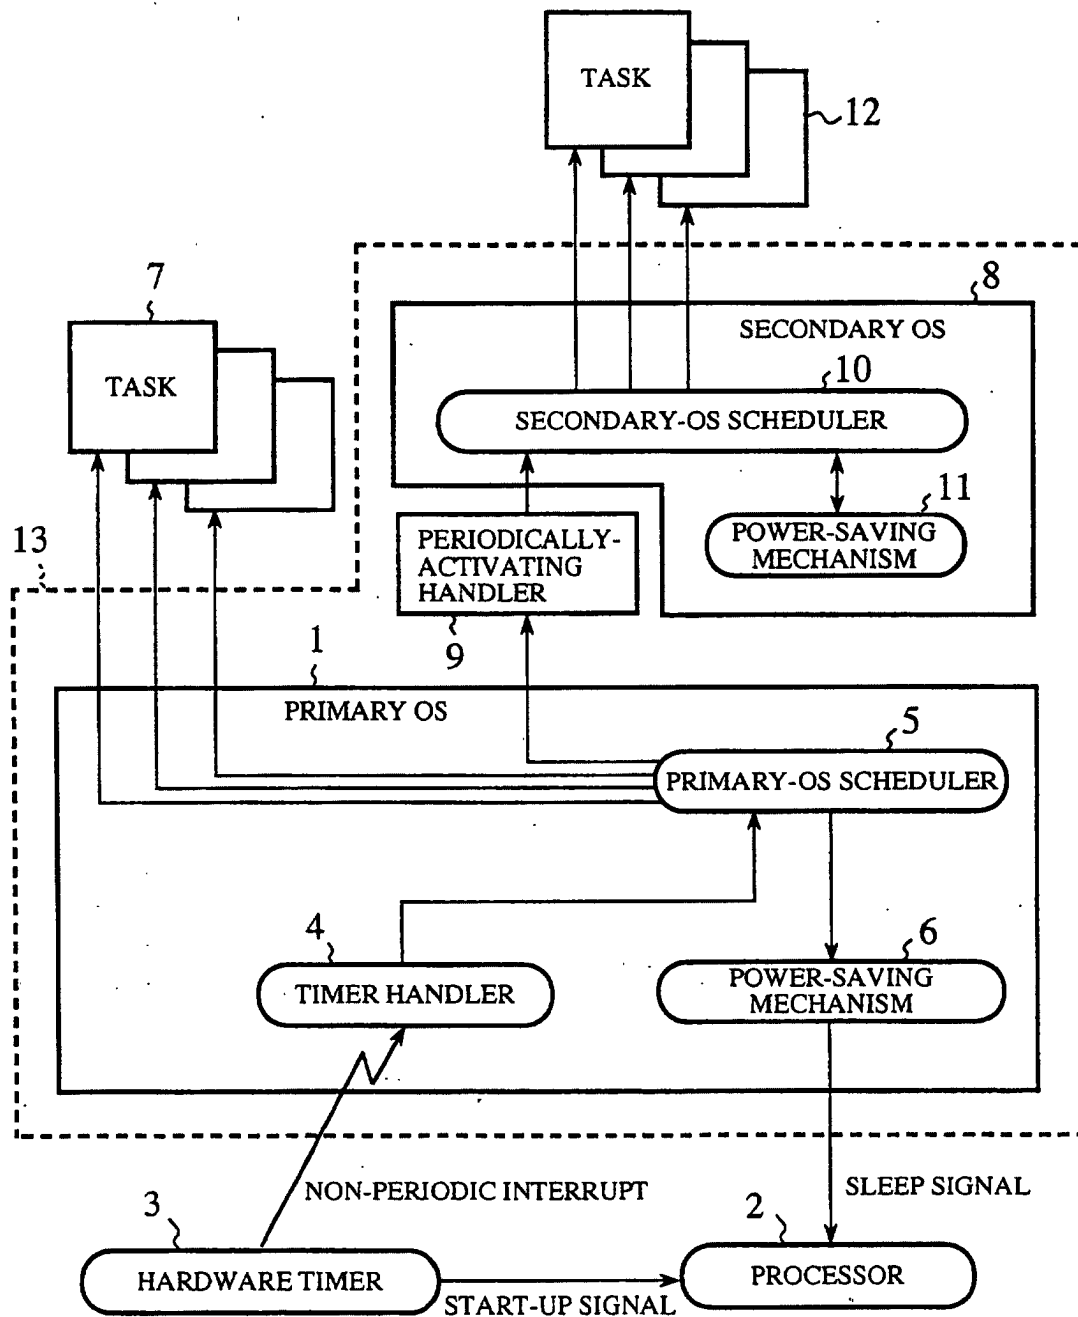 TASK
12
7
8
SECONDARY OS
TASK
10
SECONDARY-OS SCHEDULER
11
13
PERIODICALLY-
ACTIVATING
HANDLER
POWER-SAVING
MECHANISM
9
1
PRIMARY OS
5
PRIMARY-OS SCHEDULER
4
6
TIMER HANDLER
POWER-SAVING
MECHANISM
NON-PERIODIC INTERRUPT
SLEEP SIGNAL
3
2
HARDWARE TIMER
PROCESSOR
START-UP SIGNAL